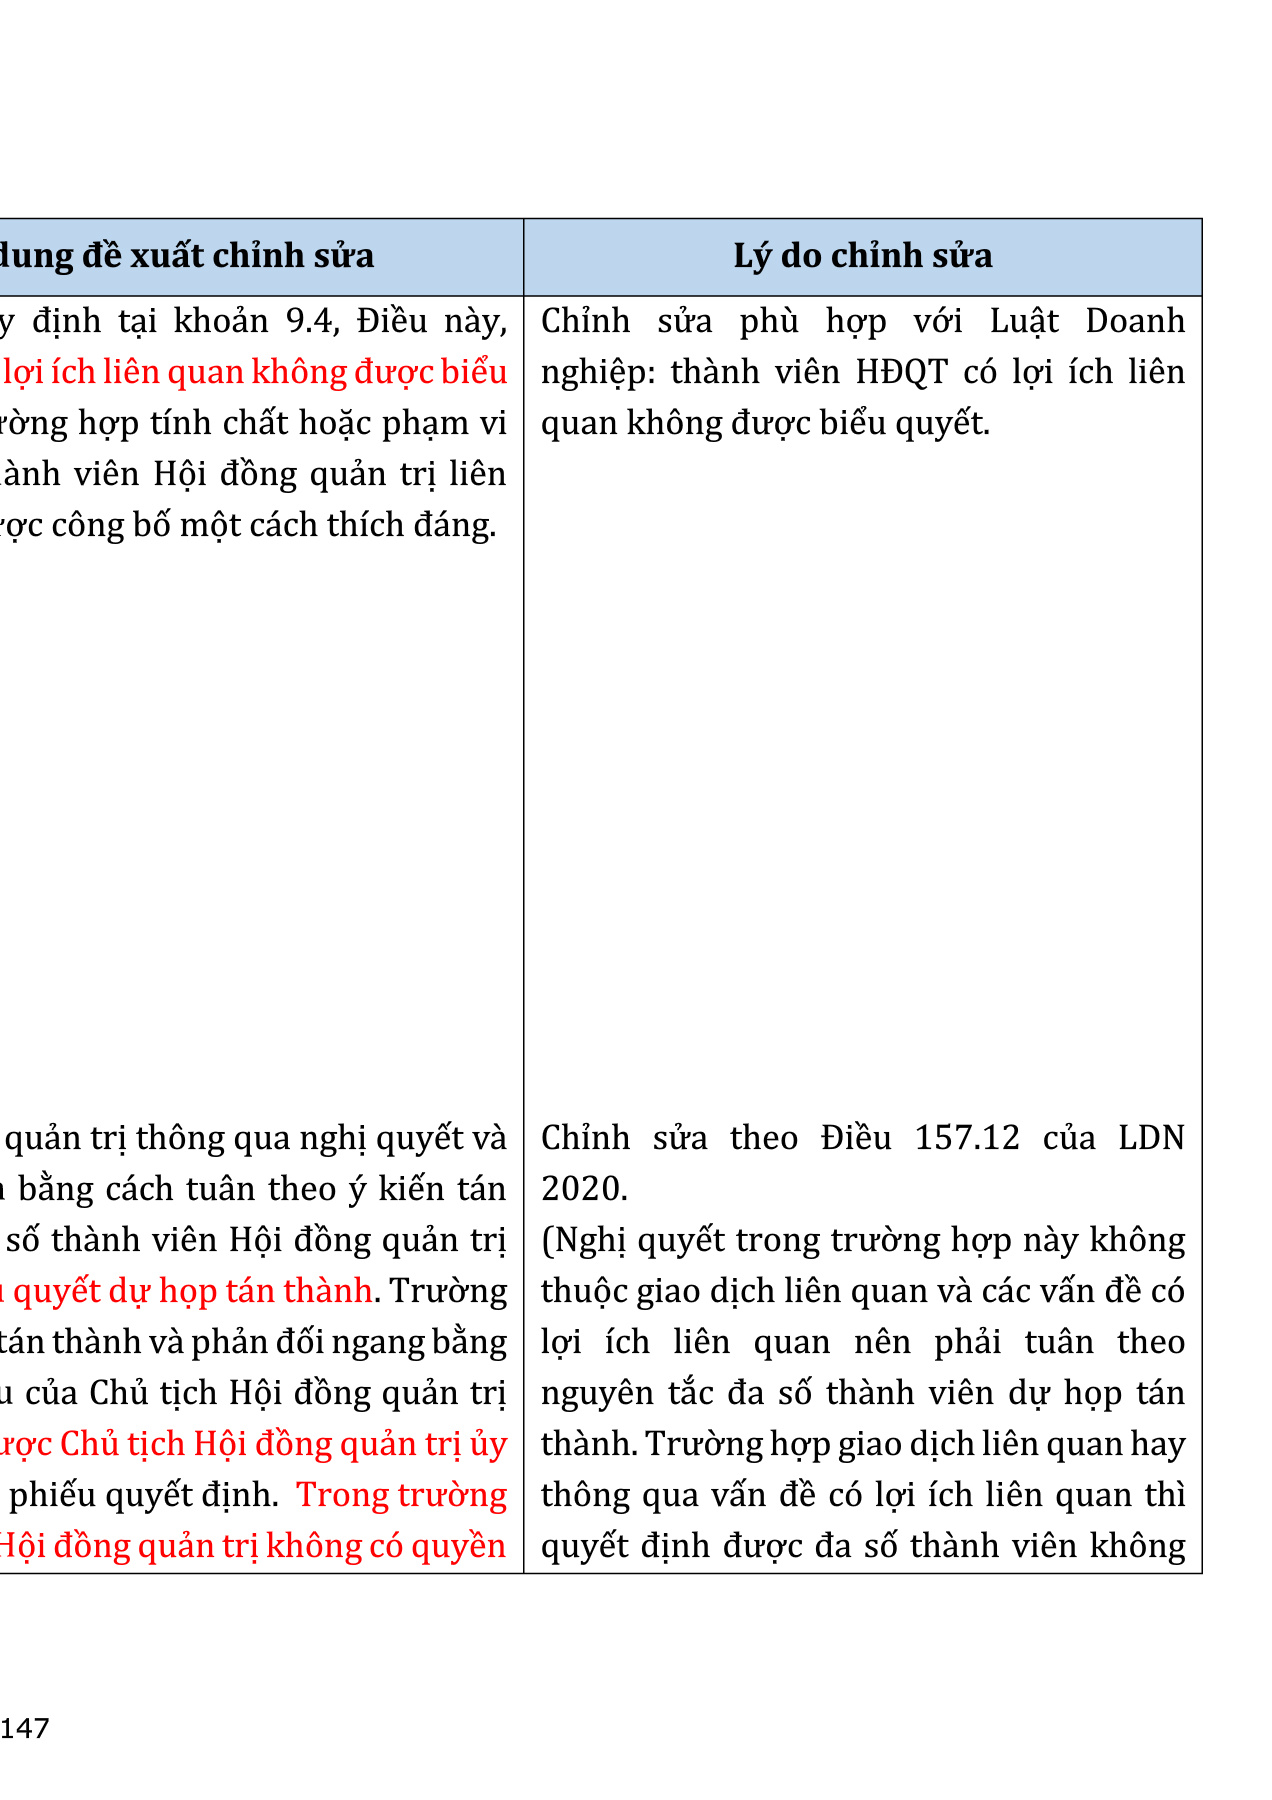 dung đề xuất chỉnh sửa
Lý do chỉnh sửa
định tại khoản 9.4, Điều này,
lợi ích liên quan không được biểu
hợp tính chất hoặc phạm vi
viên Hội đồng quản trị liên
công bố một cách thích đáng.
Chỉnh sửa phù hợp với Luật Doanh
nghiệp: thành viên HĐQT có lợi ích liên
quan không được biểu quyết.
quản trị thông qua nghị quyết và
bằng cách tuân theo ý kiến tán
số thành viên Hội đồng quản trị
quyết dự họp tán thành. Trường
tán thành và phản đối ngang bằng
của Chủ tịch Hội đồng quản trị
Chủ tịch Hội đồng quản trị ủy
phiếu quyết định. Trong trường
Hội đồng quản trị không có quyền
Chỉnh sửa theo Điều 157.12 của LDN
2020.
(Nghị quyết trong trường hợp này không
thuộc giao dịch liên quan và các vấn đề có
lợi ích liên quan nên phải tuân theo
nguyên tắc đa số thành viên dự họp tán
thành. Trường hợp giao dịch liên quan hay
thông qua vấn đề có lợi ích liên quan thì
quyết định được đa số thành viên không
147